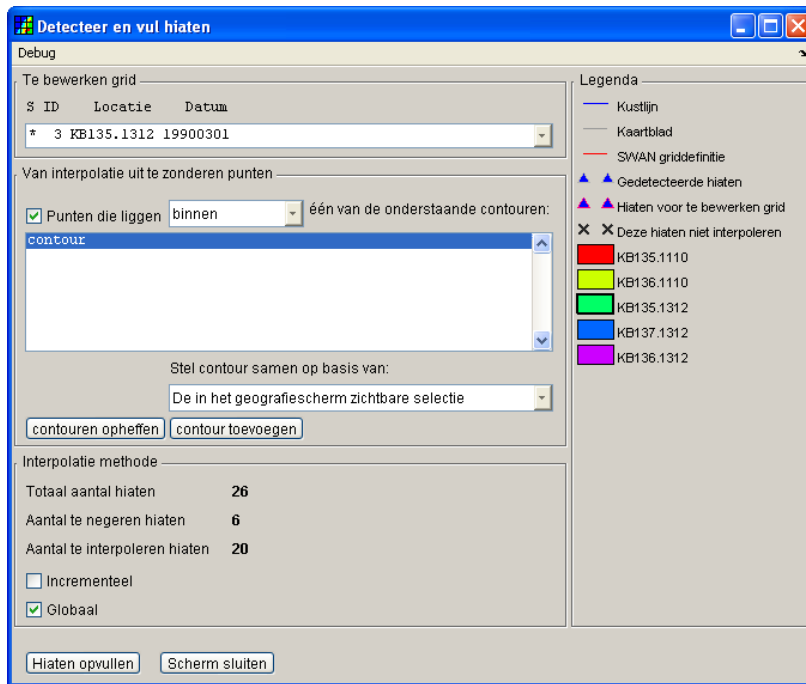 Detecteer en vul hiaten
Debug
Te bewerken grid
S ID Locatie Datum
* 3 KB135.1312 19900301
Van interpolatie uit te zonderen punten
Punten die liggen binnen één van de onderstaande contouren:
contour
Stel contour samen op basis van:
De in het geografiescherm zichtbare selectie
contouren opheffen contour toevoegen
Interpolatie methode
Totaal aantal hiaten 26
Aantal te negeren hiaten 6
Aantal te interpoleren hiaten 20
Incrementeel
Globaal
Hiaten opvullen Scherm sluiten
Legenda
Kustlijn
Kaartblad
SWAN griddefinitie
Gedetecteerde hiaten
Hiaten voor te bewerken grid
Deze hiaten niet interpoleren
KB135.1110
KB136.1110
KB135.1312
KB137.1312
KB136.1312